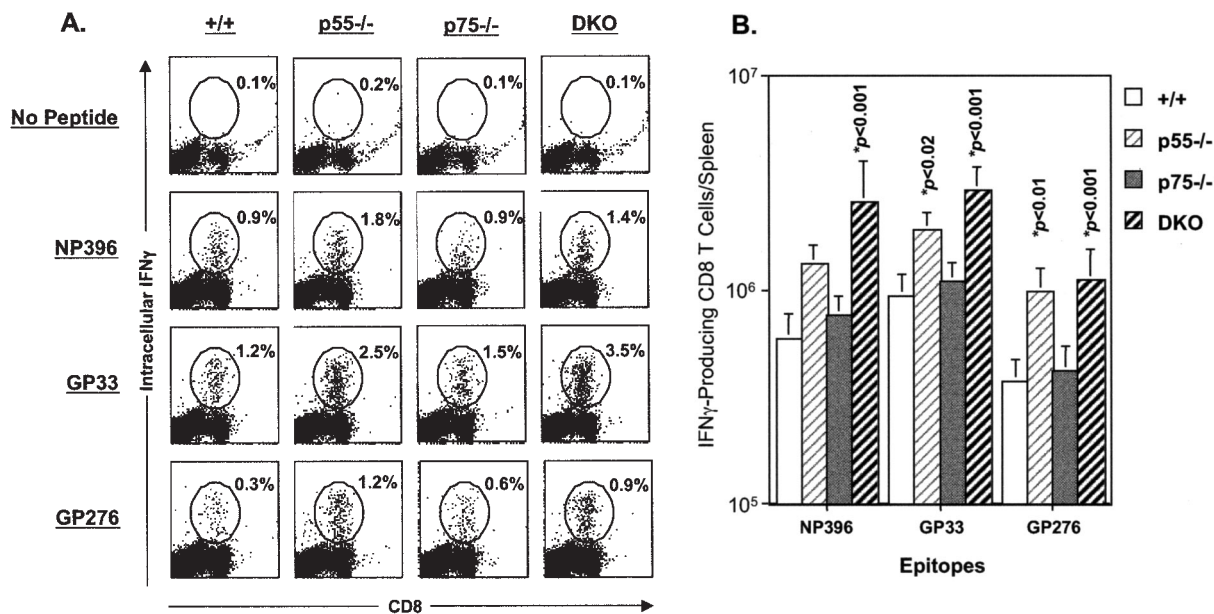 A.
+/+ p55-/- p75-/- DKO
No Peptide
0.1% 0.2% 0.1% 0.1%
NP396
0.9% 1.8% 0.9% 1.4%
GP33
1.2% 2.5% 1.5% 3.5%
GP276
0.3% 1.2% 0.6% 0.9%
Intracellular IFNγ
CD8
B.
IFNγ-Producing CD8 T Cells/Spleen
10⁷
10⁶
10⁵
*p<0.001
*p<0.02
*p<0.001
*p<0.01
*p<0.001
NP396 GP33 GP276
Epitopes
+/+
p55-/-
p75-/-
DKO